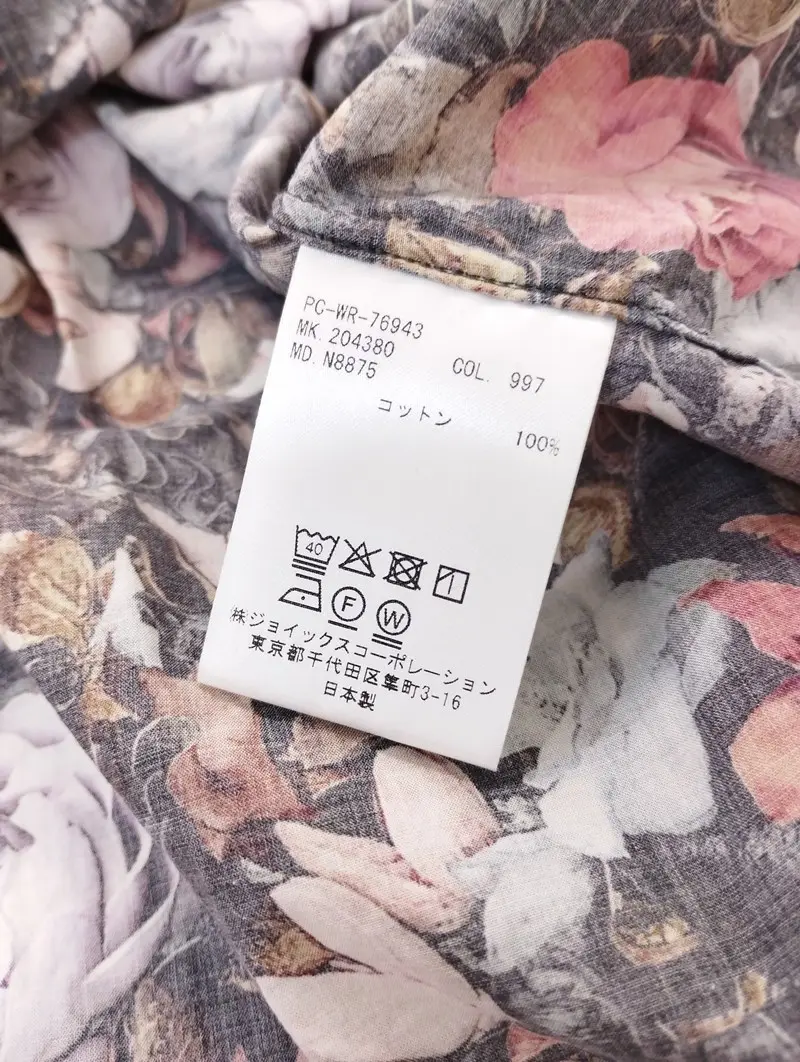 PC-WR-76943
MK. 204380
MD. N8875 COL. 997
コットン 100%
40
F W
㈱ジョイックスコーポレーション
東京都千代田区隼町3-16
日本製